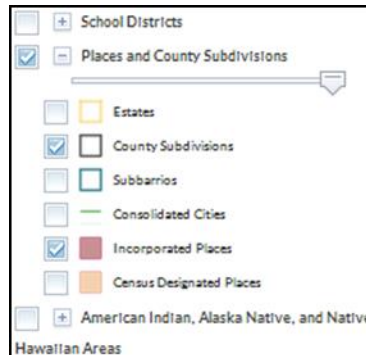 School Districts
Places and County Subdivisions
Estates
County Subdivisions
Subbarrios
Consolidated Cities
Incorporated Places
Census Designated Places
American Indian, Alaska Native, and Native
Hawaiian Areas